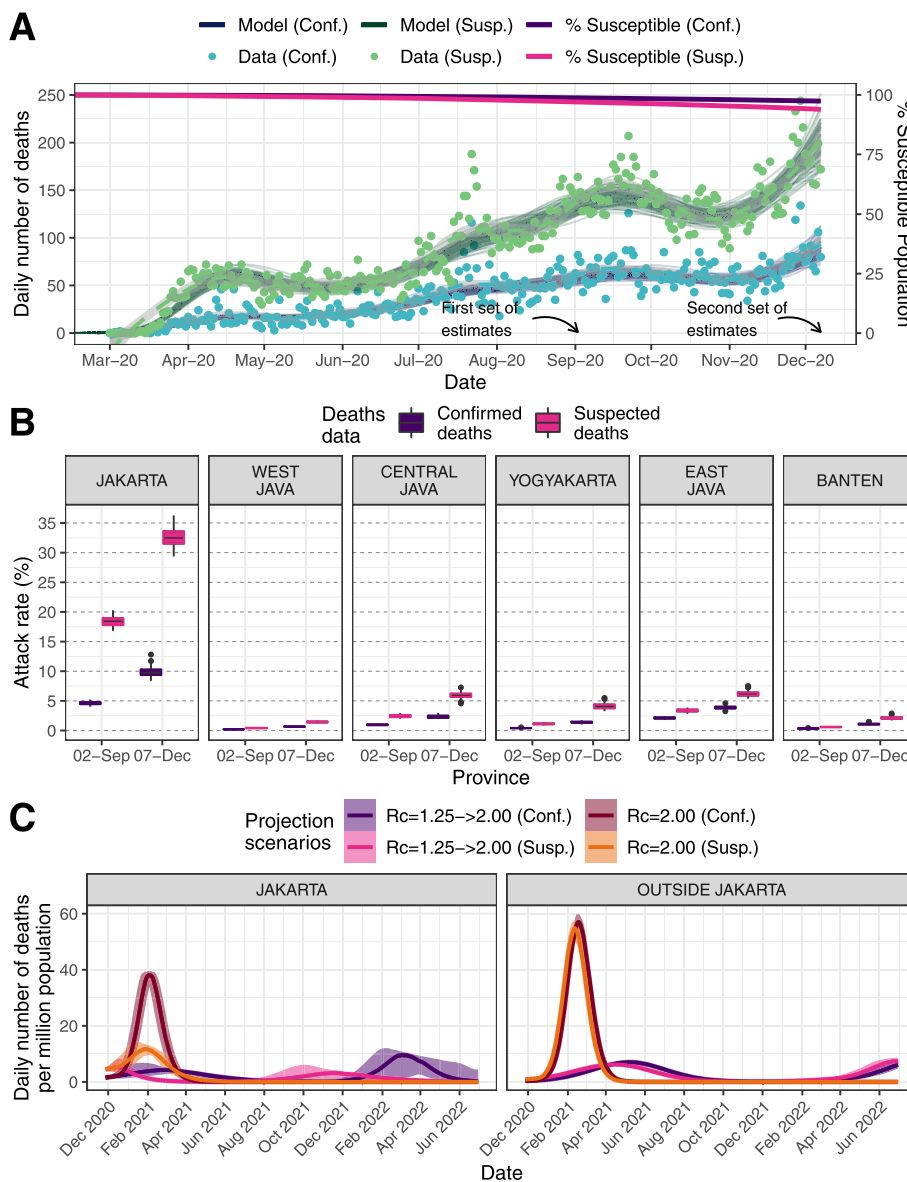 A
Model (Conf.) Model (Susp.) % Susceptible (Conf.)
Data (Conf.) Data (Susp.) % Susceptible (Susp.)
Daily number of deaths
250
200
150
100
50
0
100
75
50
25
0
% Susceptible Population
First set of
estimates
Second set of
estimates
Mar–20 Apr–20 May–20 Jun–20 Jul–20 Aug–20 Sep–20 Oct–20 Nov–20 Dec–20
Date
B
Deaths
data
Confirmed
deaths
Suspected
deaths
JAKARTA
WEST
JAVA
CENTRAL
JAVA
YOGYAKARTA
EAST
JAVA
BANTEN
Attack rate (%)
35
30
25
20
15
10
5
0
02–Sep 07–Dec 02–Sep 07–Dec 02–Sep 07–Dec 02–Sep 07–Dec 02–Sep 07–Dec 02–Sep 07–Dec
Province
C
Projection
scenarios
Rc=1.25–>2.00 (Conf.) Rc=2.00 (Conf.)
Rc=1.25–>2.00 (Susp.) Rc=2.00 (Susp.)
JAKARTA OUTSIDE JAKARTA
Daily number of deaths
per million population
60
40
20
0
Dec 2020 Feb 2021 Apr 2021 Jun 2021 Aug 2021 Oct 2021 Dec 2021 Feb 2022 Apr 2022 Jun 2022
Dec 2020 Feb 2021 Apr 2021 Jun 2021 Aug 2021 Oct 2021 Dec 2021 Feb 2022 Apr 2022 Jun 2022
Date